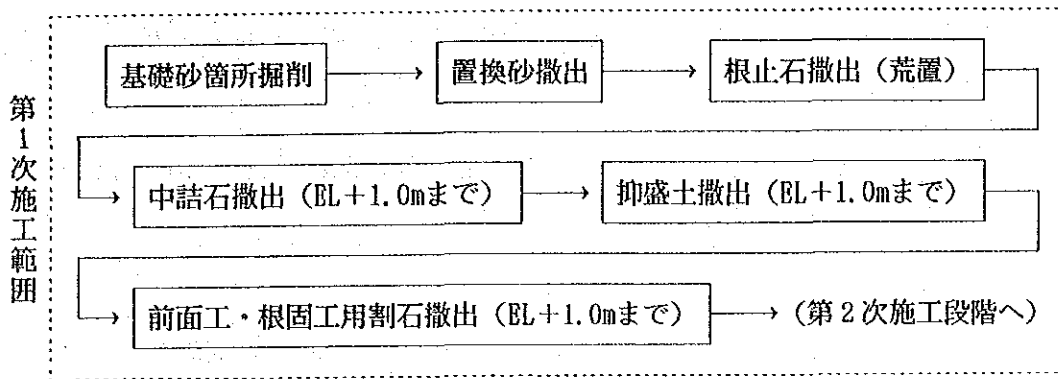 第1次施工範囲
基礎砂箇所掘削 → 置換砂撒出 → 根止石撒出（荒置）
中詰石撒出（EL＋1.0mまで） → 抑盛土撒出（EL＋1.0mまで）
前面工・根固工用割石撒出（EL＋1.0mまで） → （第2次施工段階へ）